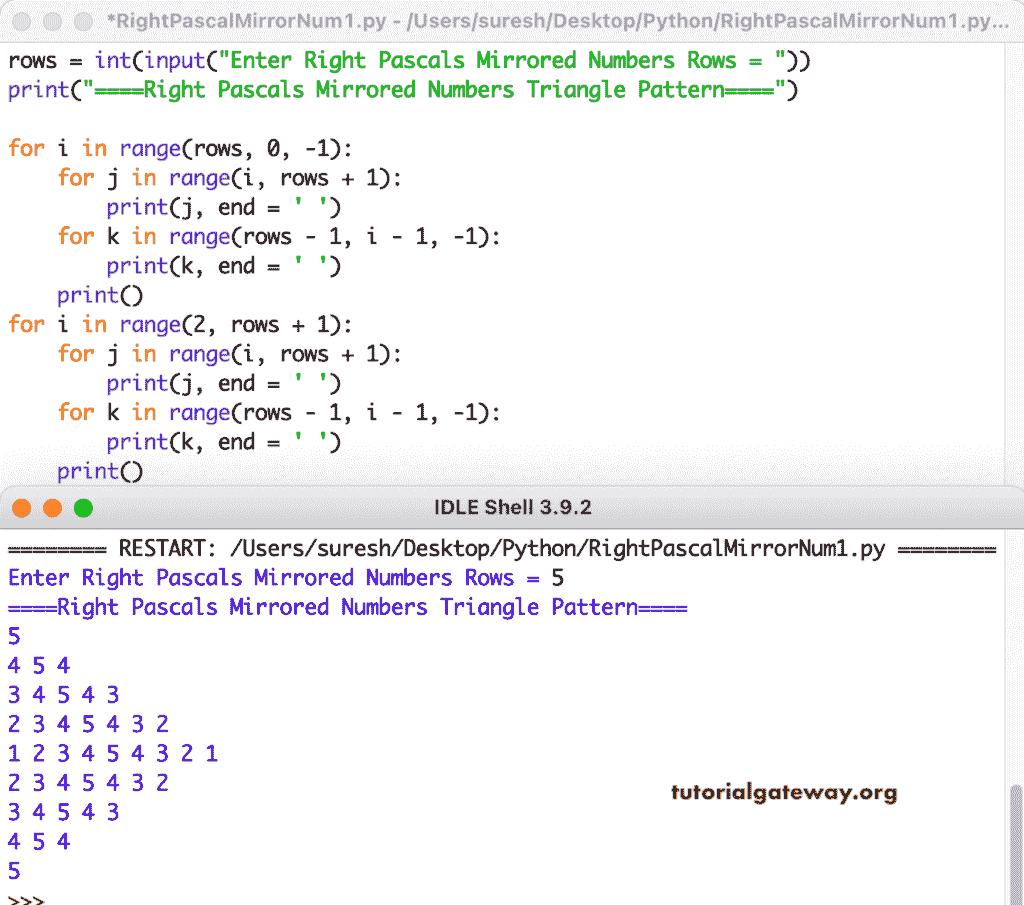 *RightPascalMirrorNum1.py - /Users/suresh/Desktop/Python/RightPascalMirrorNum1.py...
rows = int(input("Enter Right Pascals Mirrored Numbers Rows = "))
print("====Right Pascals Mirrored Numbers Triangle Pattern====")

for i in range(rows, 0, -1):
    for j in range(i, rows + 1):
        print(j, end = ' ')
    for k in range(rows - 1, i - 1, -1):
        print(k, end = ' ')
    print()
for i in range(2, rows + 1):
    for j in range(i, rows + 1):
        print(j, end = ' ')
    for k in range(rows - 1, i - 1, -1):
        print(k, end = ' ')
    print()
IDLE Shell 3.9.2
======== RESTART: /Users/suresh/Desktop/Python/RightPascalMirrorNum1.py ========
Enter Right Pascals Mirrored Numbers Rows = 5
====Right Pascals Mirrored Numbers Triangle Pattern====
5
4 5 4
3 4 5 4 3
2 3 4 5 4 3 2
1 2 3 4 5 4 3 2 1
2 3 4 5 4 3 2
3 4 5 4 3
4 5 4
5
>>>
tutorialgateway.org